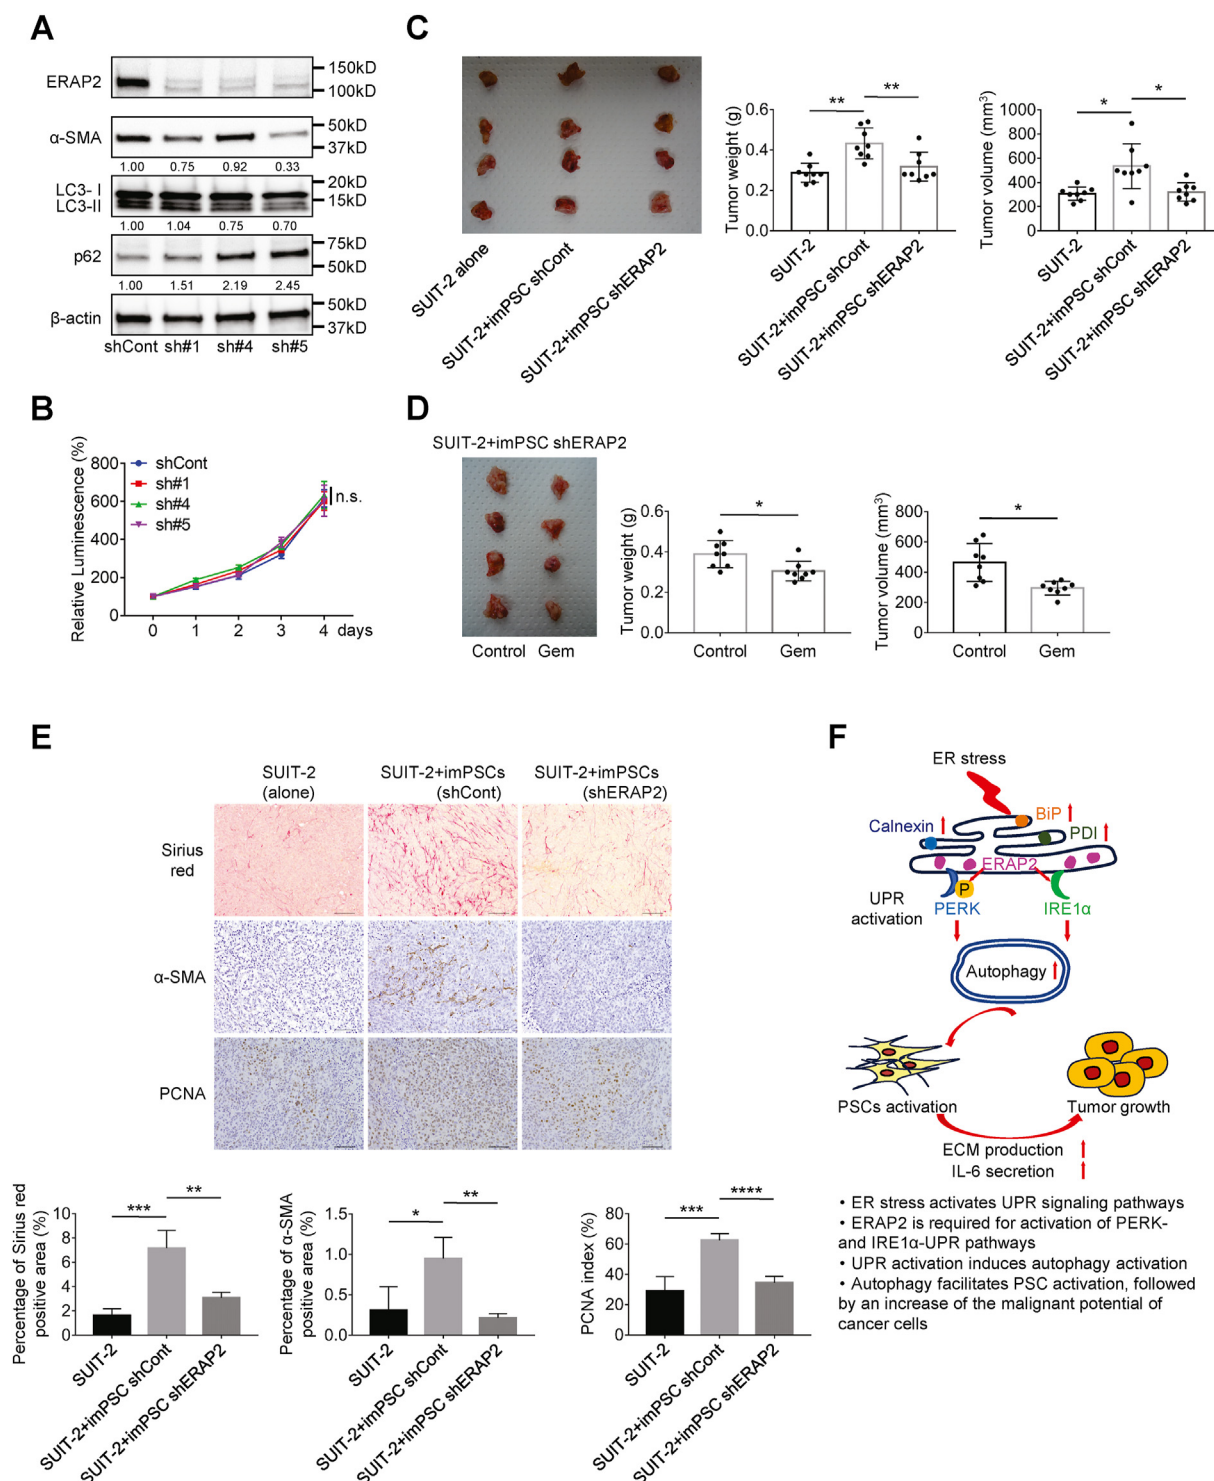 A
ERAP2
150kD
100kD
α-SMA
50kD
37kD
1.00 0.75 0.92 0.33
LC3- I
LC3-II
20kD
15kD
1.00 1.04 0.75 0.70
p62
75kD
50kD
1.00 1.51 2.19 2.45
β-actin
50kD
37kD
shCont sh#1 sh#4 sh#5
B
Relative Luminescence (%)
800
600
400
200
0
shCont
sh#1
sh#4
sh#5
n.s.
0 1 2 3 4 days
C
SUIT-2 alone
SUIT-2+imPSC shCont
SUIT-2+imPSC shERAP2
Tumor weight (g)
0.6
0.4
0.2
0.0
** **
SUIT-2
SUIT-2+imPSC shCont
SUIT-2+imPSC shERAP2
Tumor volume (mm³)
1000
800
600
400
200
0
* *
SUIT-2
SUIT-2+imPSC shCont
SUIT-2+imPSC shERAP2
D
SUIT-2+imPSC shERAP2
Control Gem
Tumor weight (g)
0.6
0.4
0.2
0.0
*
Control Gem
Tumor volume (mm³)
800
600
400
200
0
*
Control Gem
E
SUIT-2
(alone)
SUIT-2+imPSCs
(shCont)
SUIT-2+imPSCs
(shERAP2)
Sirius
red
α-SMA
PCNA
Percentage of Sirius red
positive area (%)
10
8
6
4
2
0
*** **
SUIT-2
SUIT-2+imPSC shCont
SUIT-2+imPSC shERAP2
Percentage of α-SMA
positive area (%)
1.5
1.0
0.5
0.0
* **
SUIT-2
SUIT-2+imPSC shCont
SUIT-2+imPSC shERAP2
PCNA index (%)
80
60
40
20
0
*** ****
SUIT-2
SUIT-2+imPSC shCont
SUIT-2+imPSC shERAP2
F
ER stress
BiP
Calnexin
PDI
ERAP2
P
UPR
activation
PERK
IRE1α
Autophagy
PSCs activation
Tumor growth
ECM production
IL-6 secretion
• ER stress activates UPR signaling pathways
• ERAP2 is required for activation of PERK-
and IRE1α-UPR pathways
• UPR activation induces autophagy activation
• Autophagy facilitates PSC activation, followed
by an increase of the malignant potential of
cancer cells